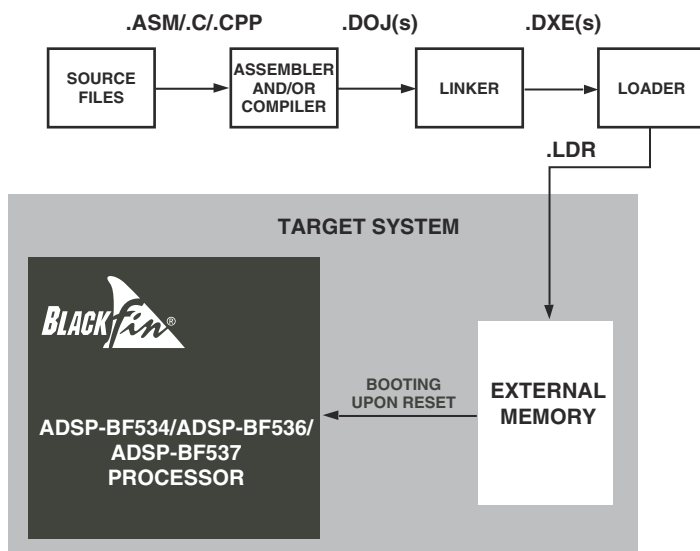 .ASM/.C/.CPP
.DOJ(s)
.DXE(s)
SOURCE
FILES
ASSEMBLER
AND/OR
COMPILER
LINKER
LOADER
.LDR
TARGET SYSTEM
BLACKfin®
ADSP-BF534/ADSP-BF536/
ADSP-BF537
PROCESSOR
BOOTING
UPON RESET
EXTERNAL
MEMORY